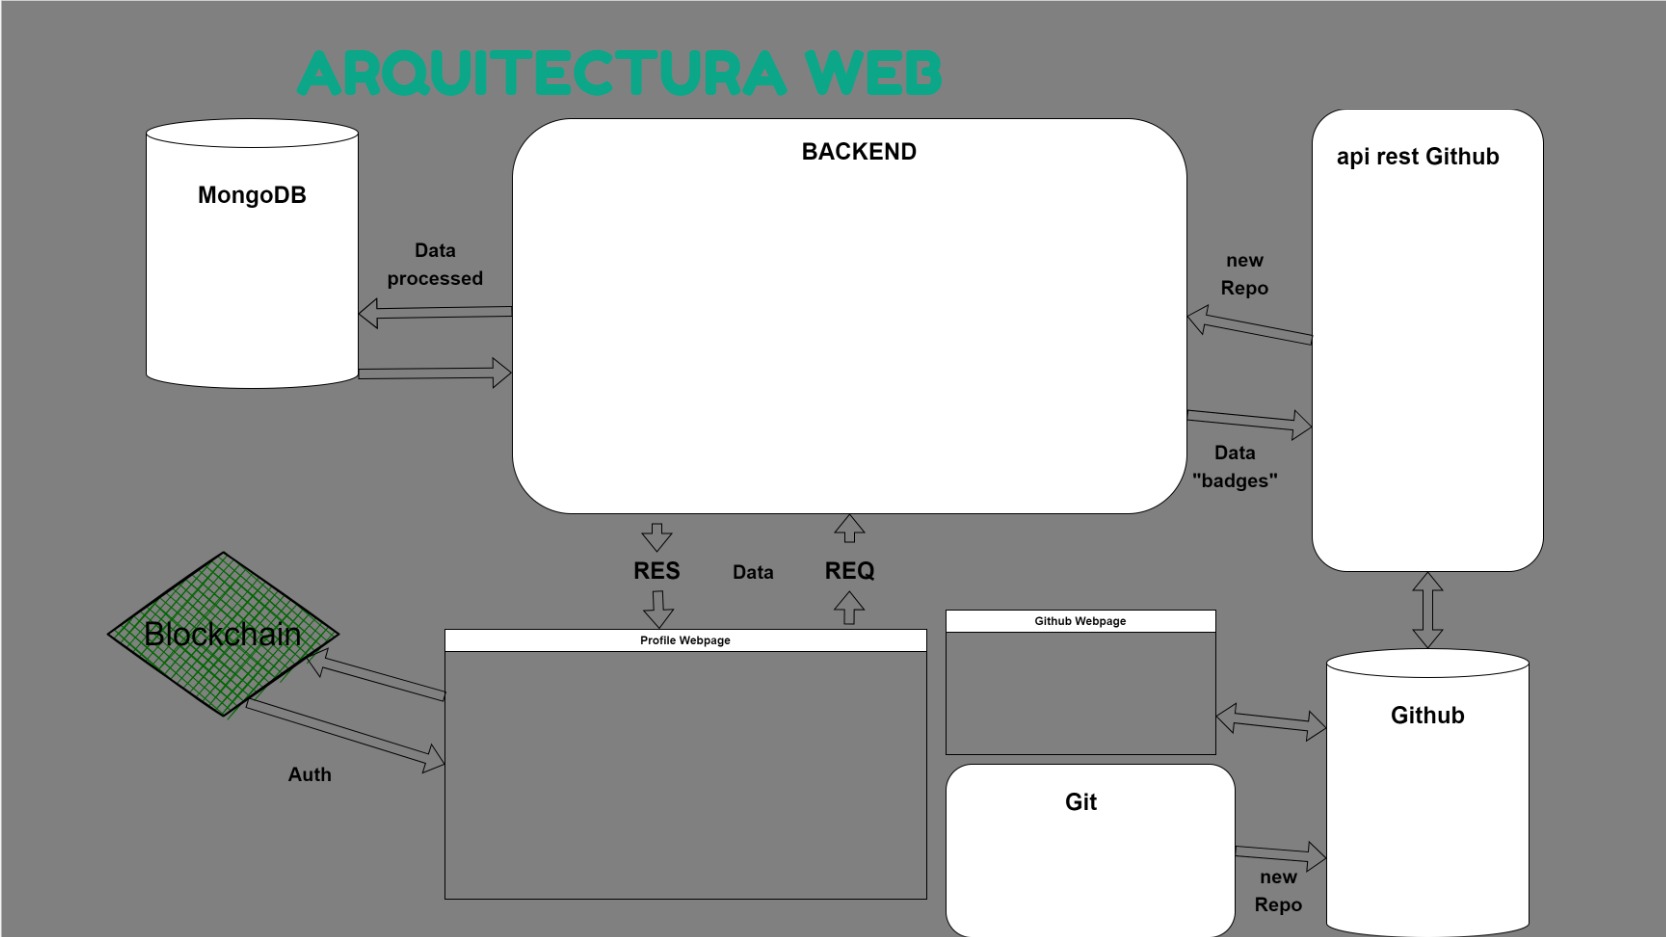 ARQUITECTURA WEB
MongoDB
BACKEND
api rest Github
Data
processed
new
Repo
Data
"badges"
RES
Data
REQ
Blockchain
Auth
Profile Webpage
Github Webpage
Github
Git
new
Repo